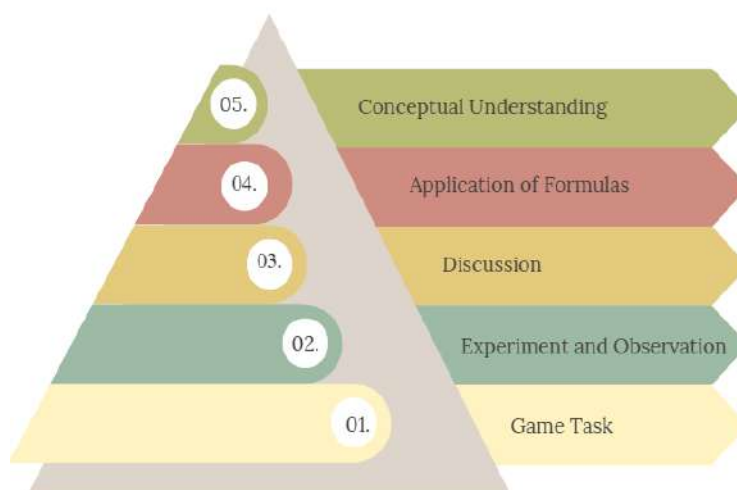 05.
Conceptual Understanding
04.
Application of Formulas
03.
Discussion
02.
Experiment and Observation
01.
Game Task